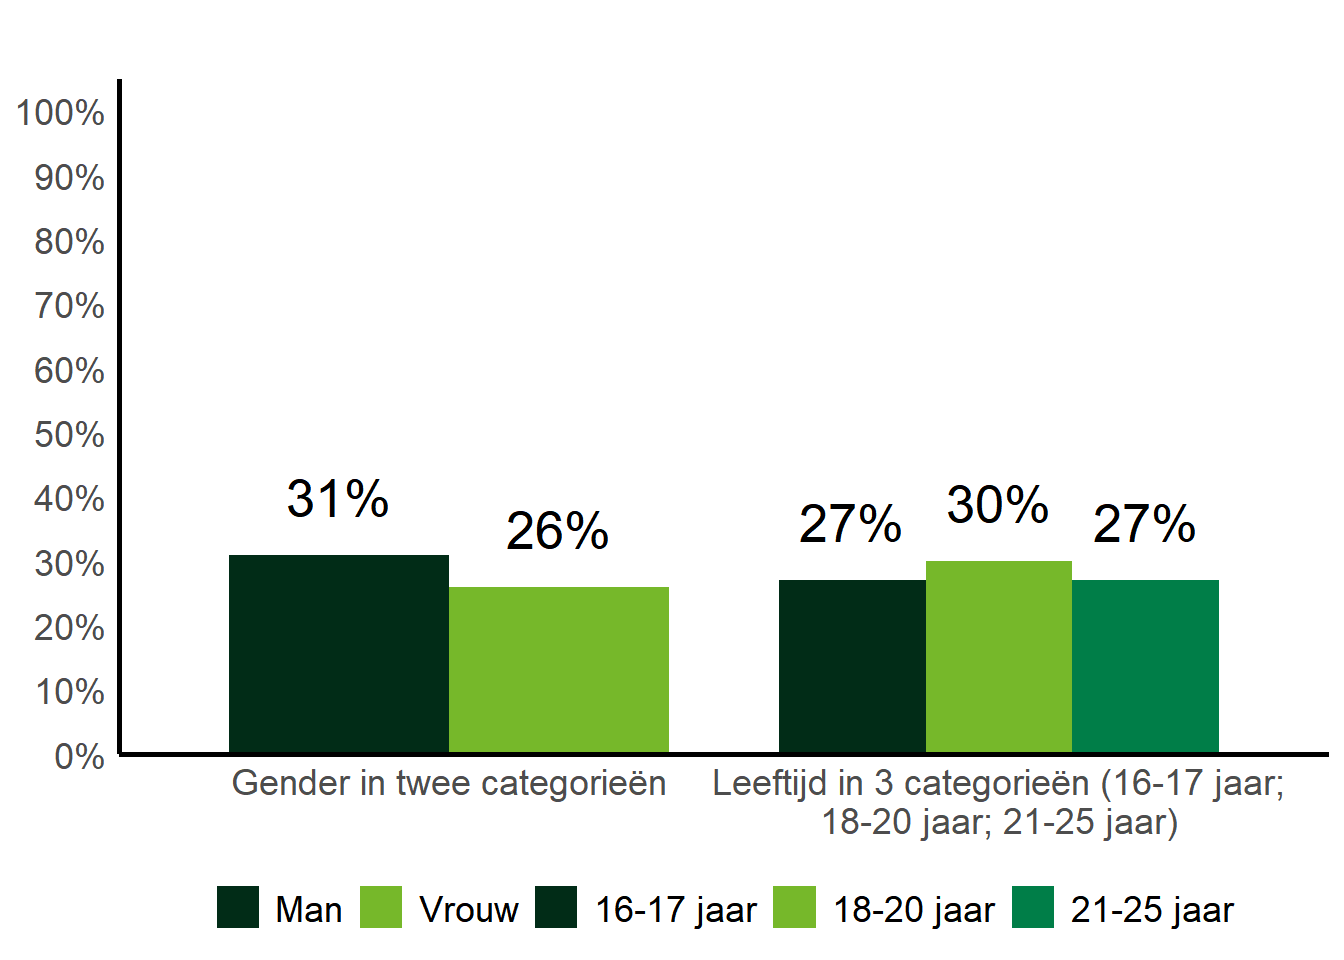 100%
90%
80%
70%
60%
50%
40%
30%
20%
10%
0%
31%
26%
27%
30%
27%
Gender in twee categorieën
Leeftijd in 3 categorieën (16-17 jaar;
18-20 jaar; 21-25 jaar)
Man
Vrouw
16-17 jaar
18-20 jaar
21-25 jaar